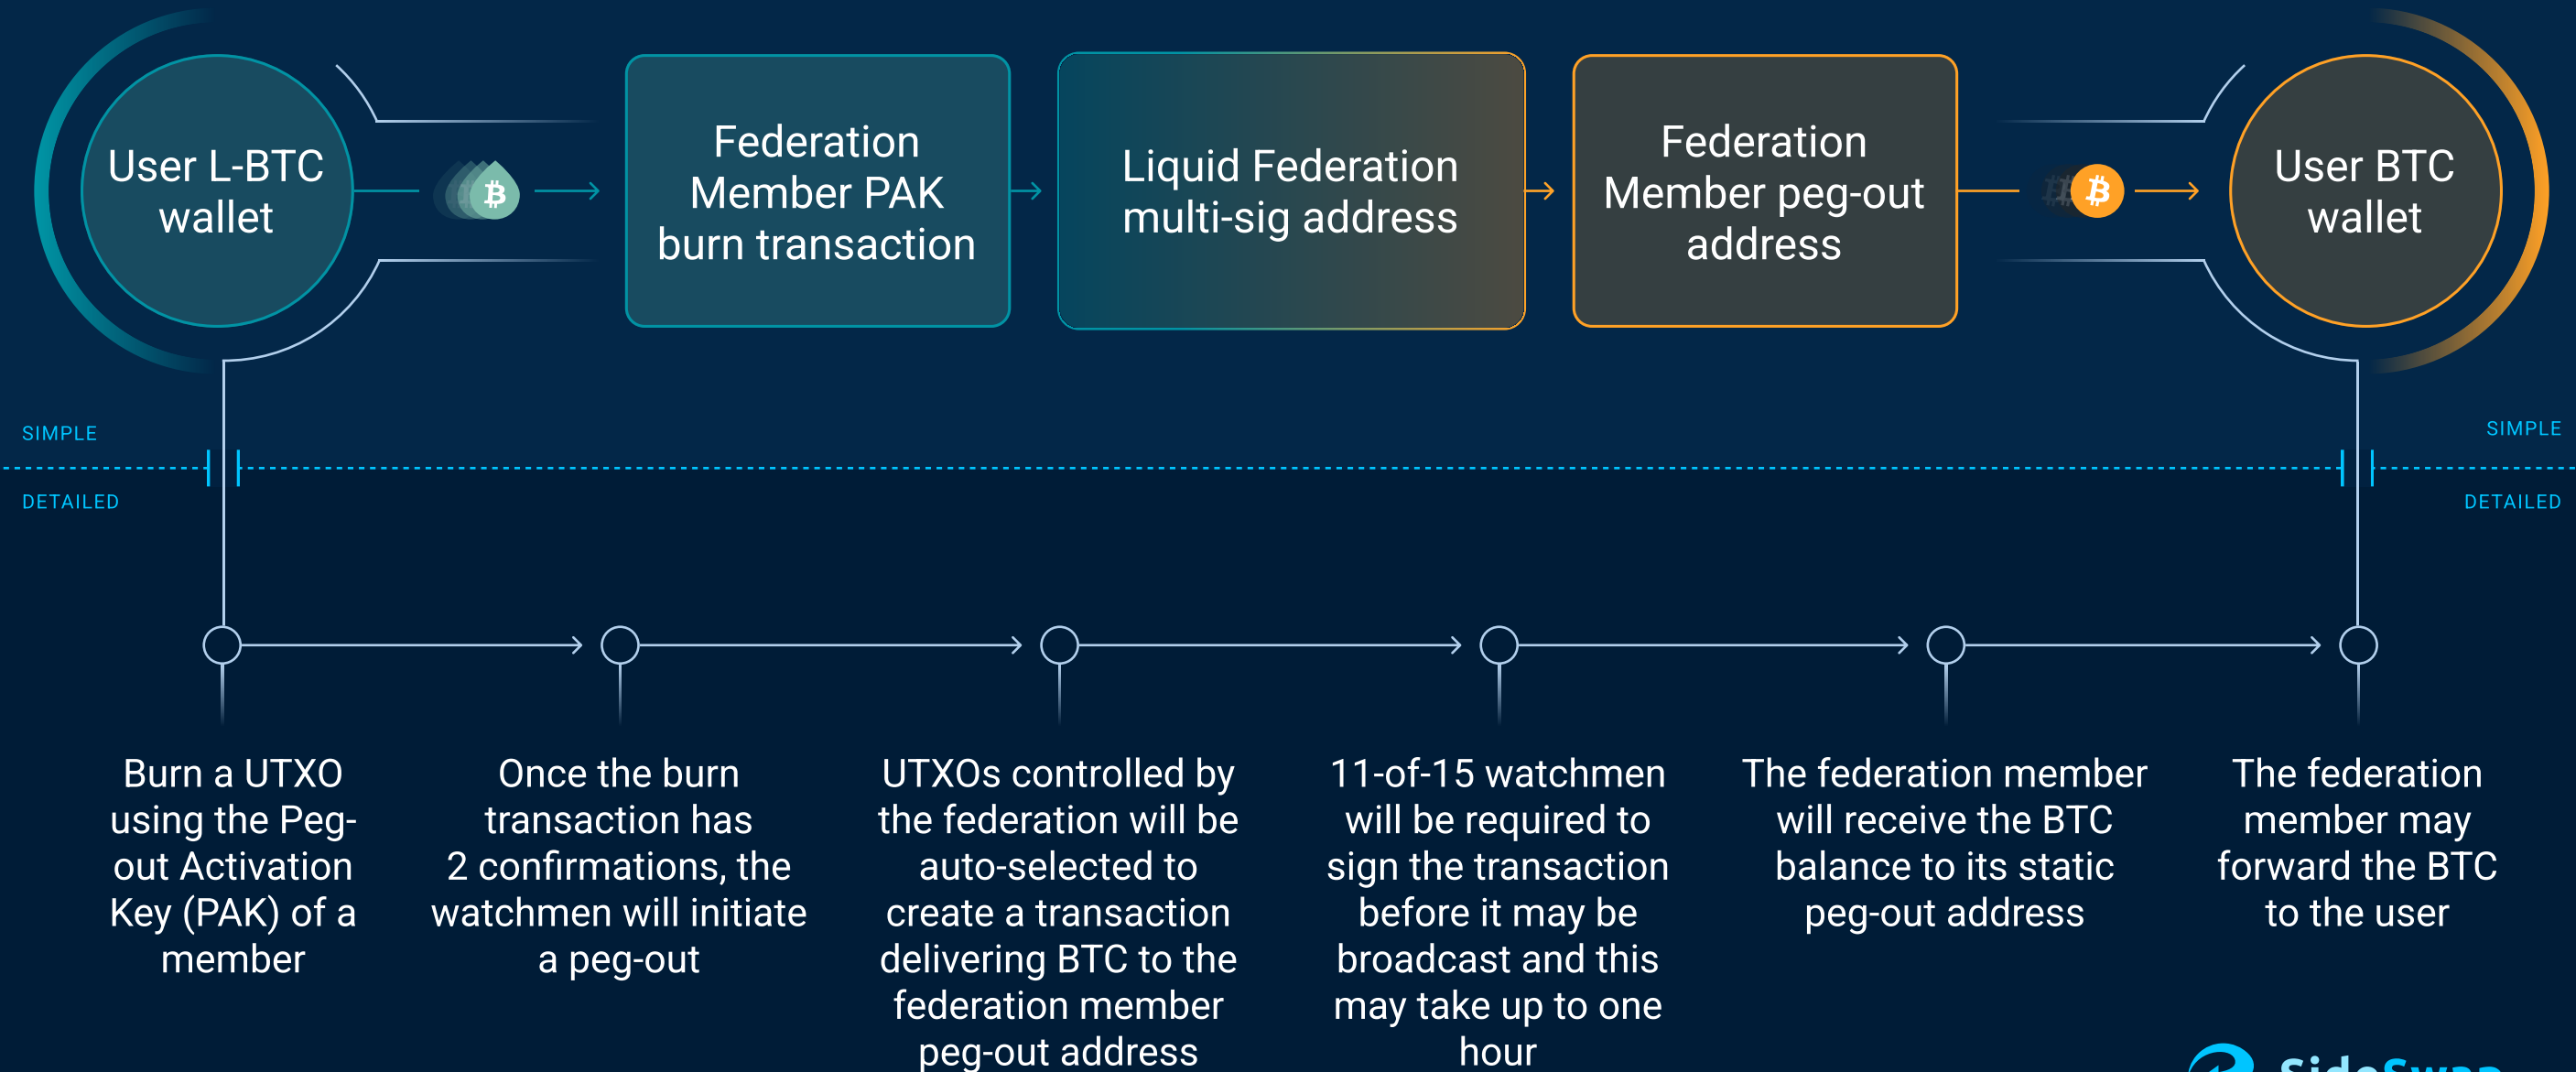 User L-BTC
wallet
Federation
Member PAK
burn transaction
Liquid Federation
multi-sig address
Federation
Member peg-out
address
User BTC
wallet
SIMPLE
SIMPLE
DETAILED
DETAILED
Burn a UTXO
using the Peg-
out Activation
Key (PAK) of a
member
Once the burn
transaction has
2 confirmations, the
watchmen will initiate
a peg-out
UTXOs controlled by
the federation will be
auto-selected to
create a transaction
delivering BTC to the
federation member
peg-out address
11-of-15 watchmen
will be required to
sign the transaction
before it may be
broadcast and this
may take up to one
hour
The federation member
will receive the BTC
balance to its static
peg-out address
The federation
member may
forward the BTC
to the user
SideSwap